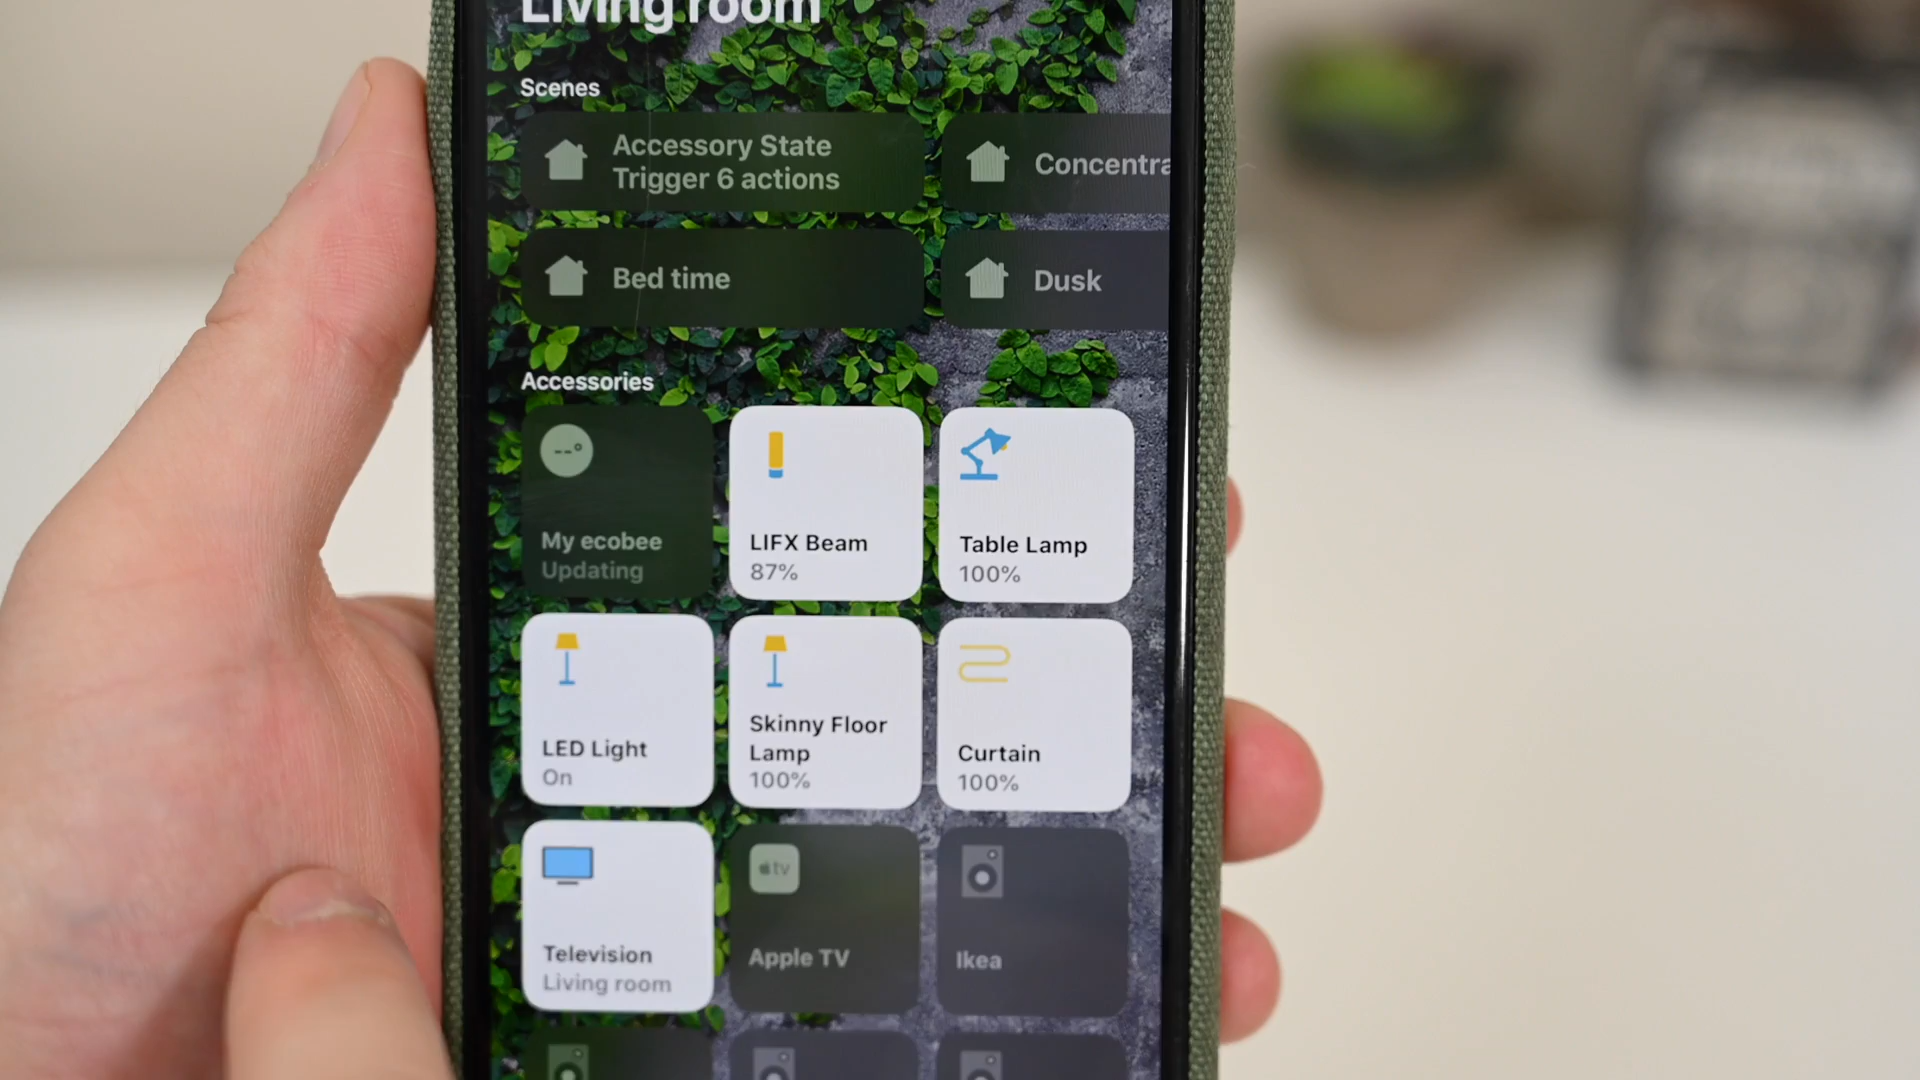 Living room
Scenes
Accessory State
Trigger 6 actions
Concentra
Bed time
Dusk
Accessories
--°
My ecobee
Updating
LIFX Beam
87%
Table Lamp
100%
LED Light
On
Skinny Floor
Lamp
100%
Curtain
100%
tv
Television
Living room
Apple TV
Ikea